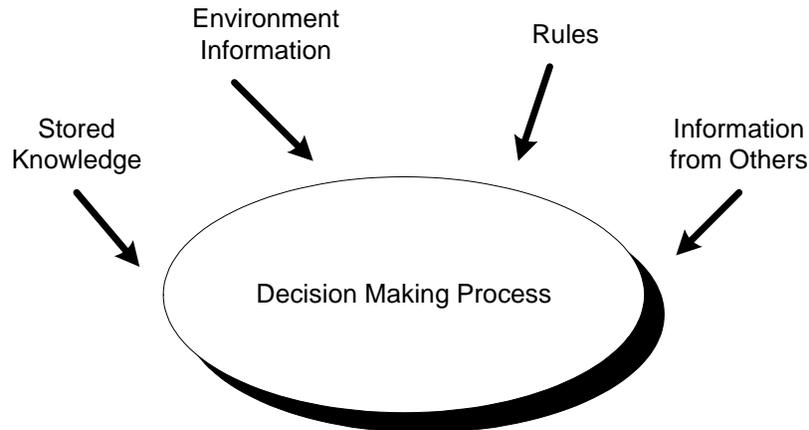 Environment
Information
Rules
Stored
Knowledge
Information
from Others
Decision Making Process